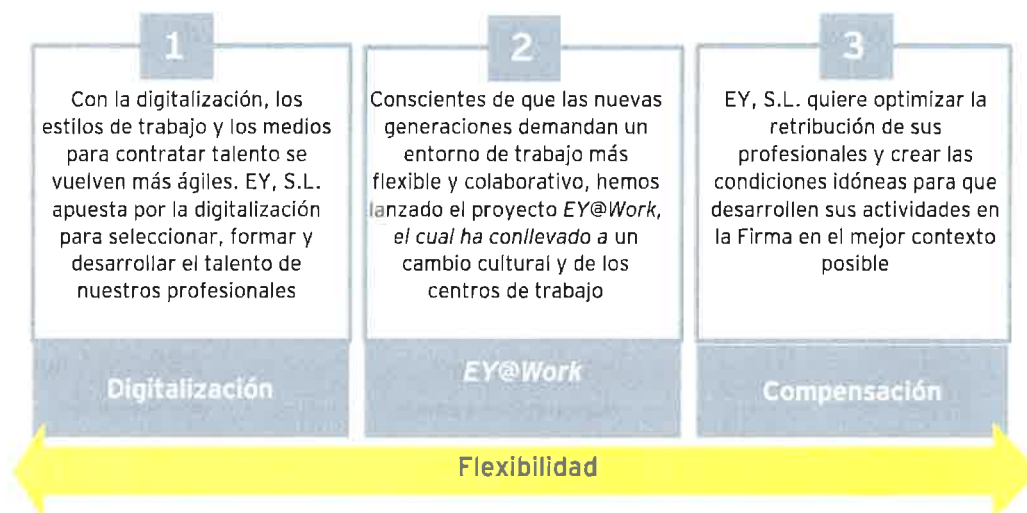 1
Con la digitalización, los
estilos de trabajo y los medios
para contratar talento se
vuelven más ágiles. EY, S.L.
apuesta por la digitalización
para seleccionar, formar y
desarrollar el talento de
nuestros profesionales
Digitalización
2
Conscientes de que las nuevas
generaciones demandan un
entorno de trabajo más
flexible y colaborativo, hemos
lanzado el proyecto EY@Work,
el cual ha conllevado a un
cambio cultural y de los
centros de trabajo
EY@Work
3
EY, S.L. quiere optimizar la
retribución de sus
profesionales y crear las
condiciones idóneas para que
desarrollen sus actividades en
la Firma en el mejor contexto
posible
Compensación
Flexibilidad